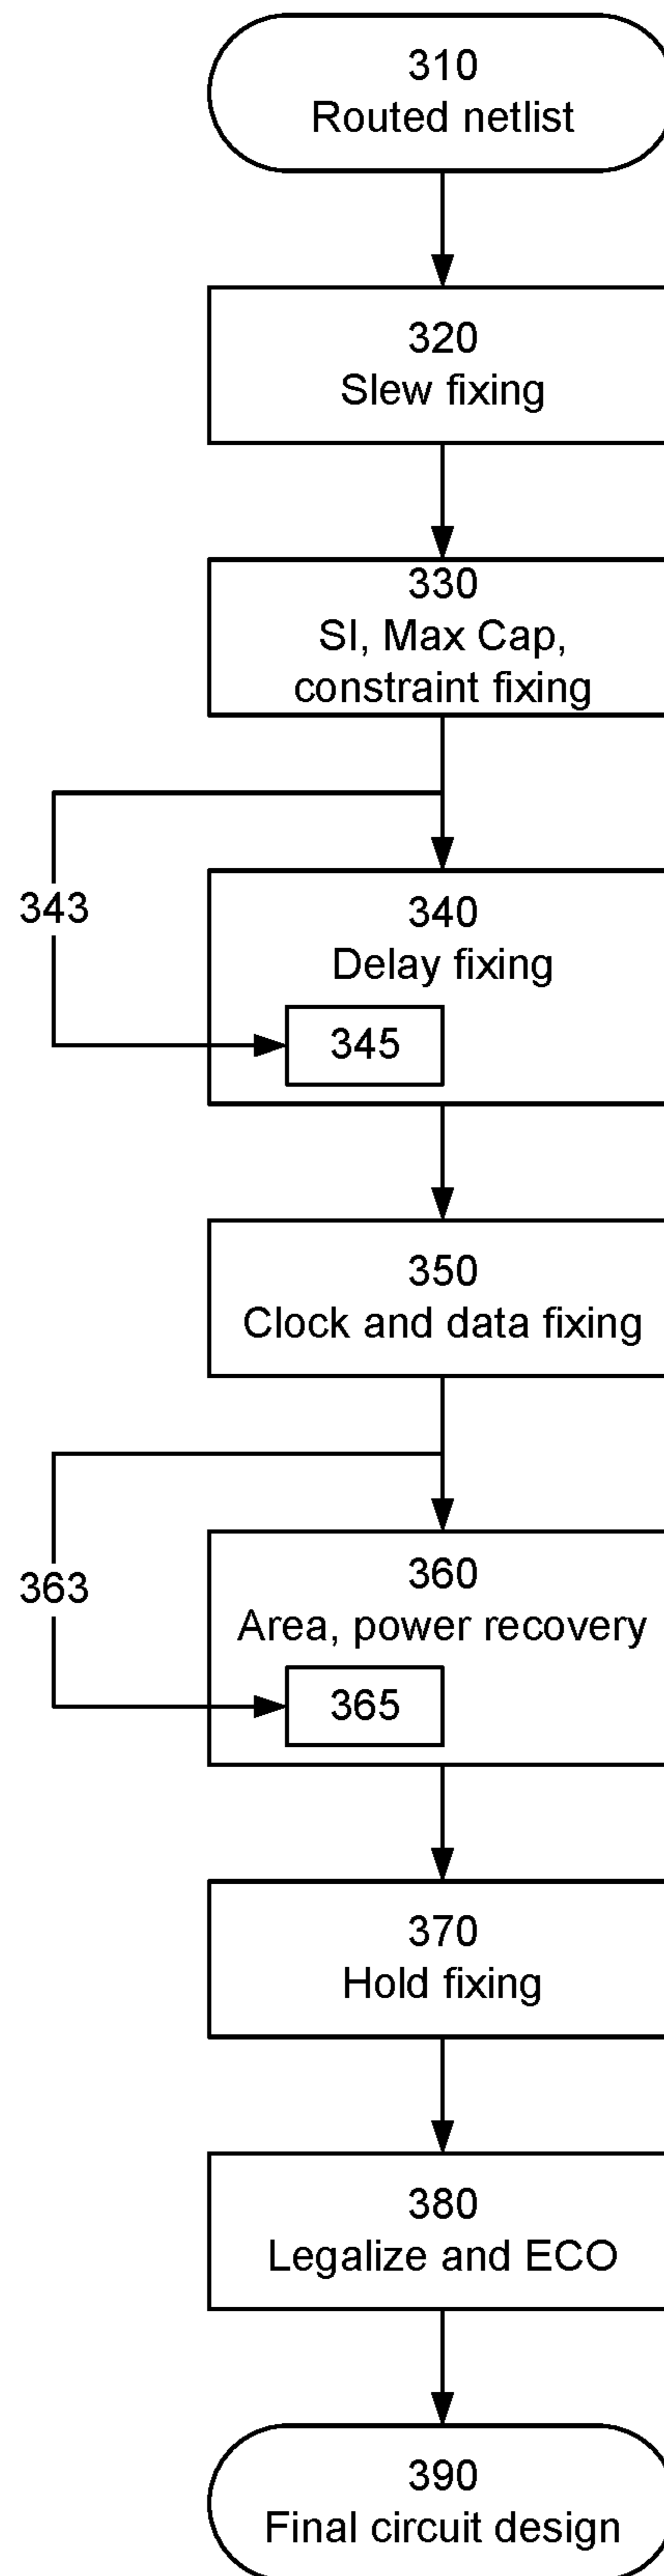 310
Routed netlist
320
Slew fixing
330
SI, Max Cap,
constraint fixing
343
340
Delay fixing
345
350
Clock and data fixing
363
360
Area, power recovery
365
370
Hold fixing
380
Legalize and ECO
390
Final circuit design